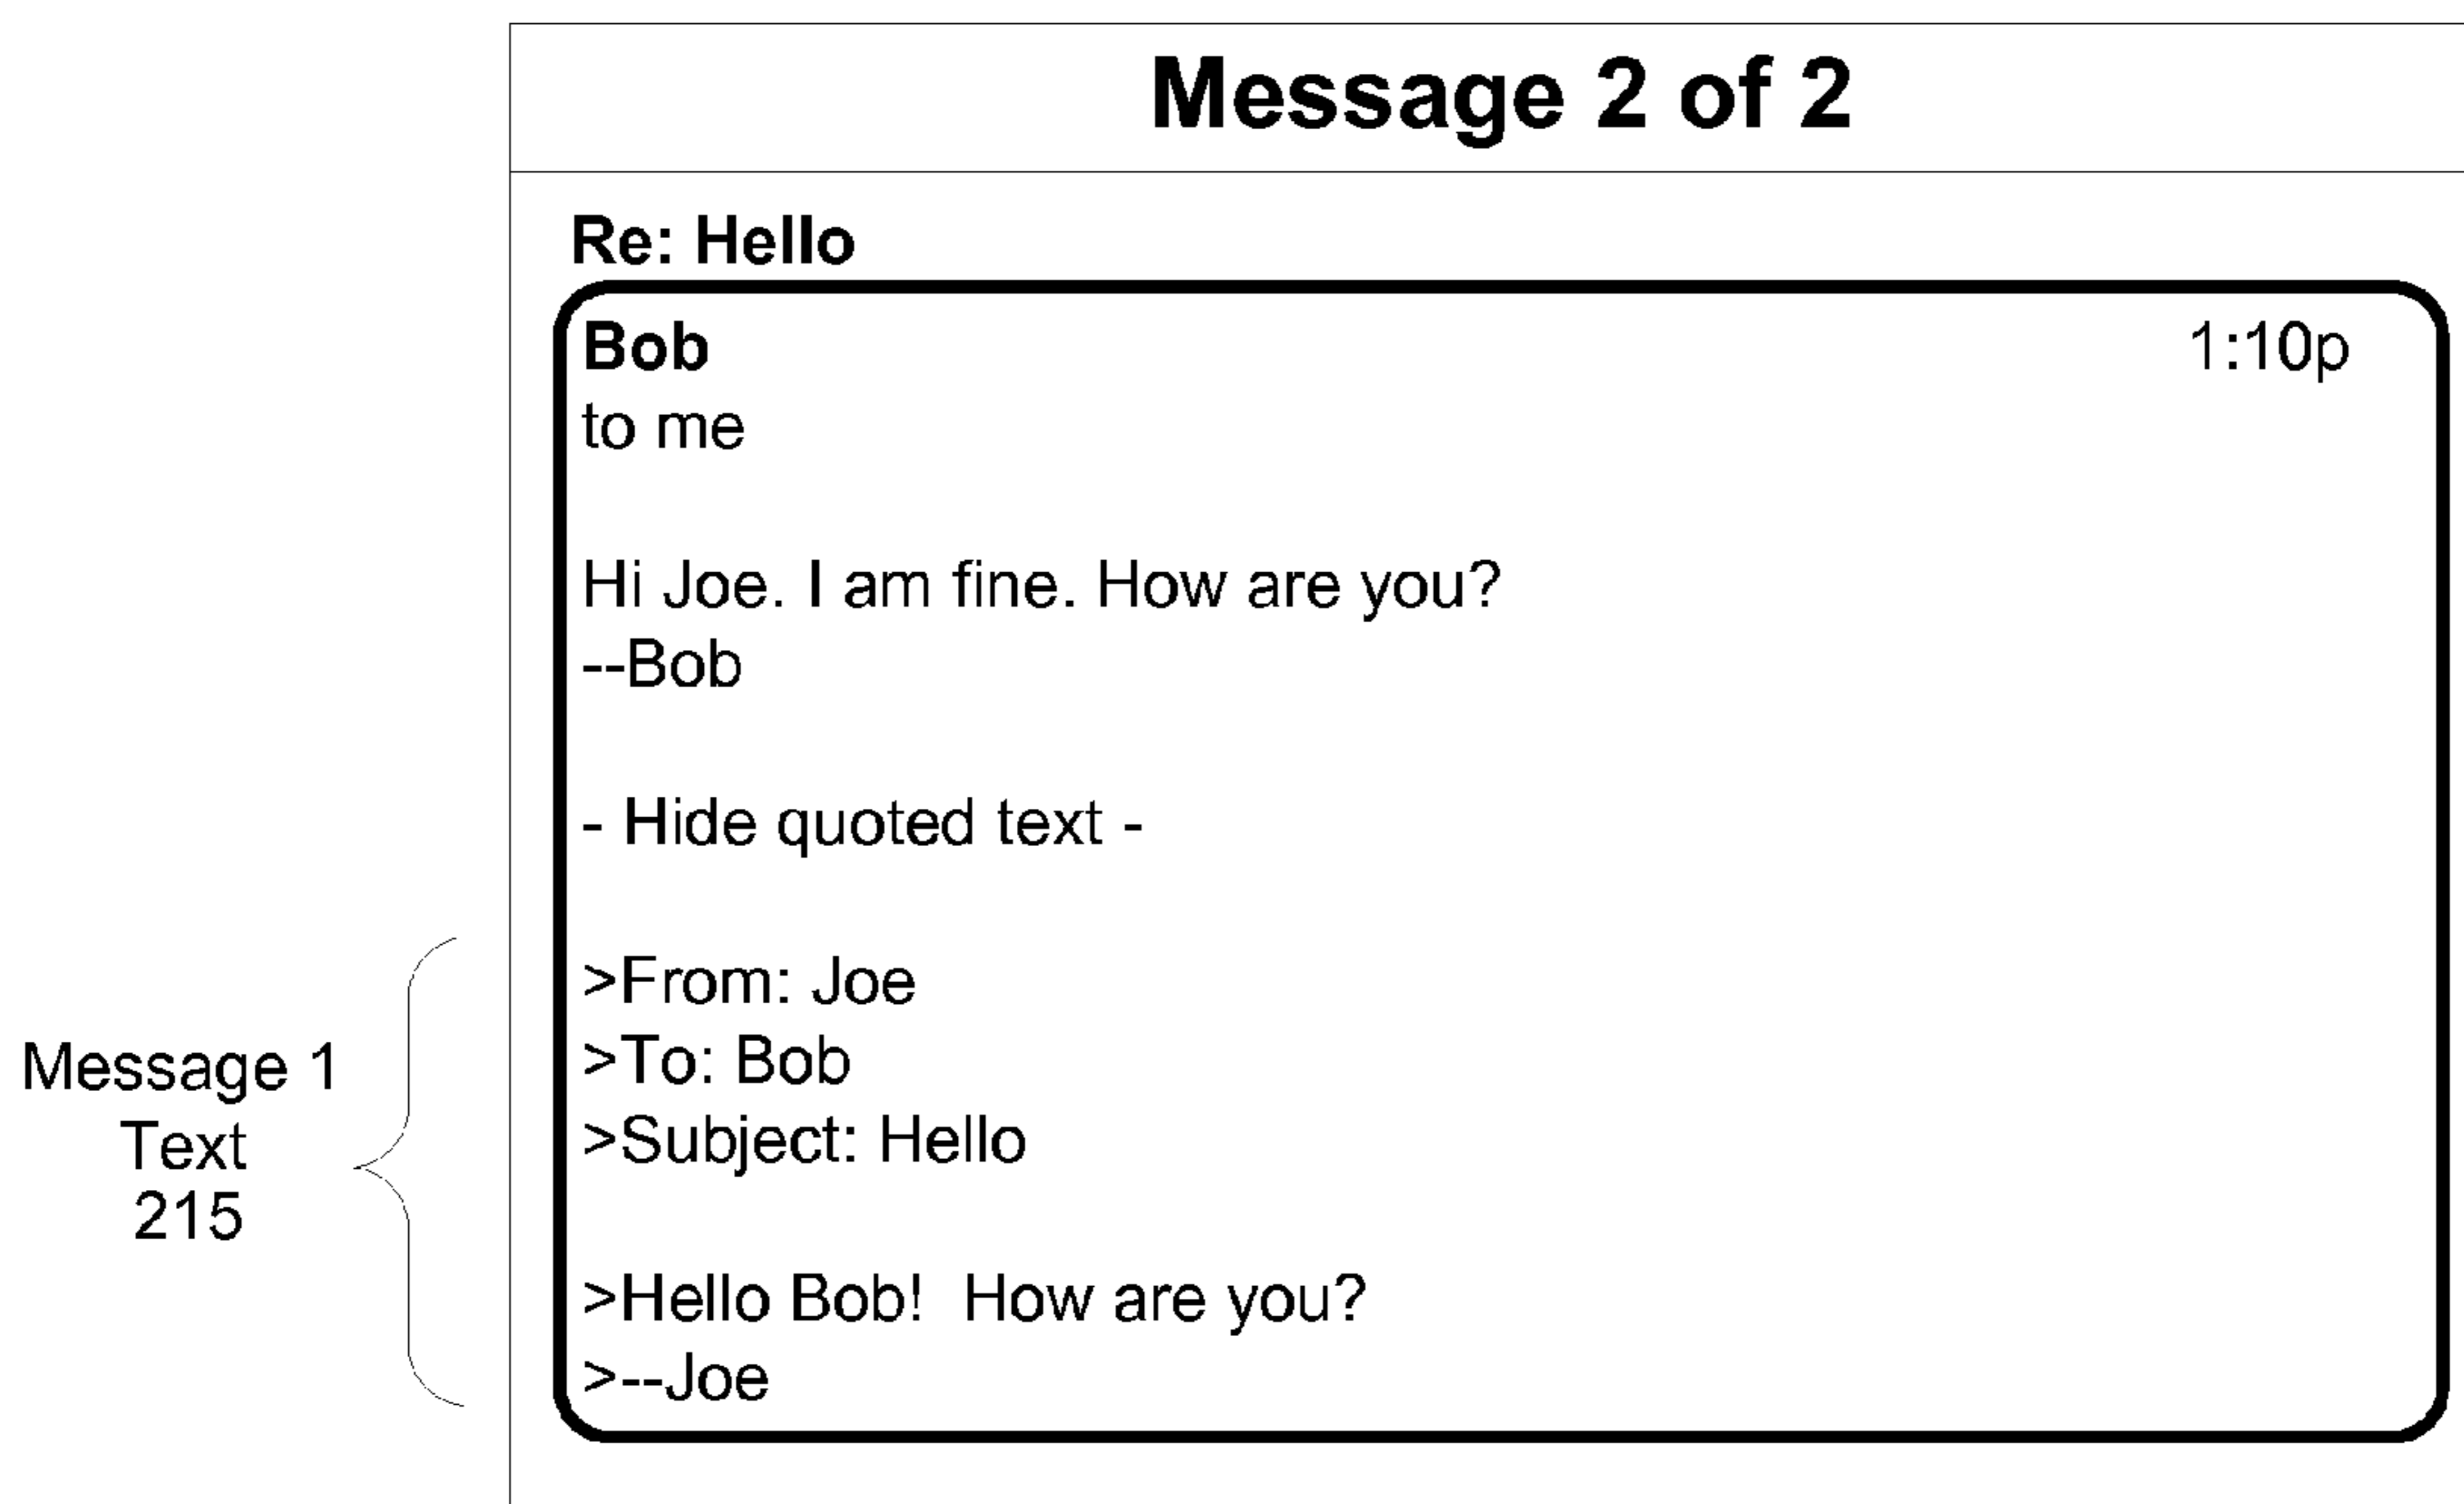 Message 2 of 2
Re: Hello
Bob 1:10p
to me
Hi Joe. I am fine. How are you?
--Bob
- Hide quoted text -
>From: Joe
>To: Bob
>Subject: Hello
>Hello Bob!  How are you?
>--Joe
Message 1
Text
215